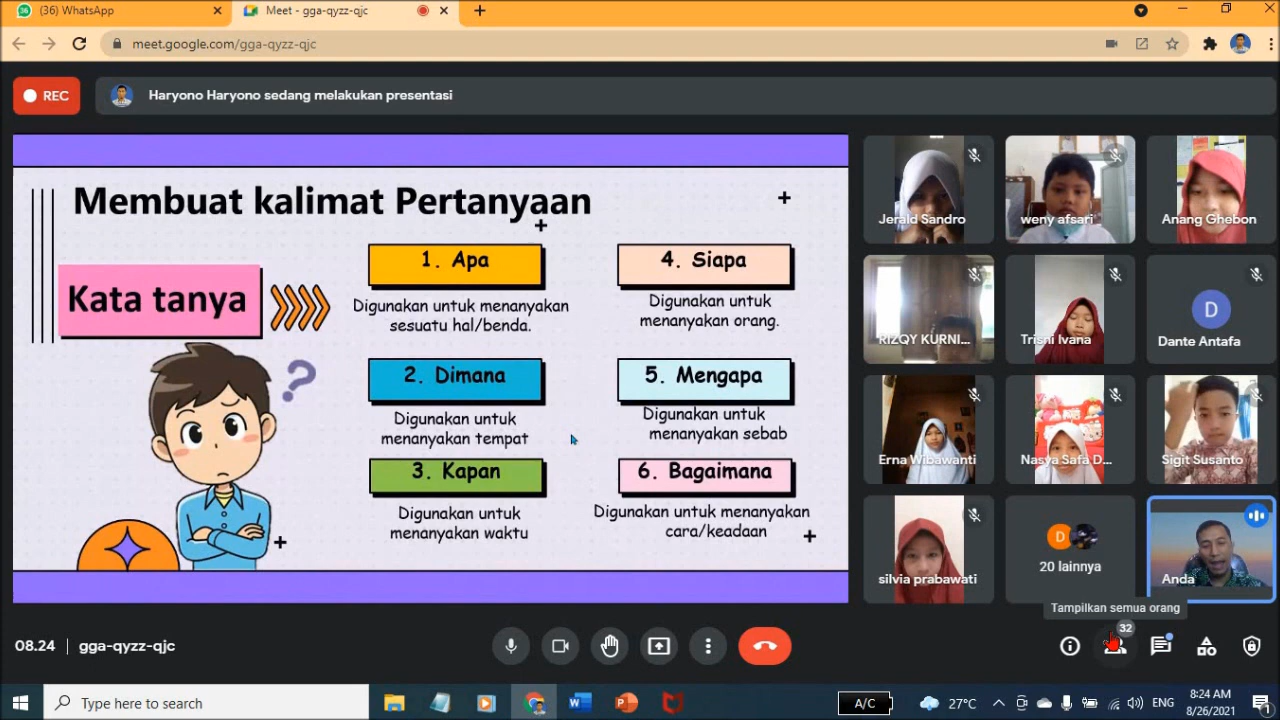 (36) WhatsApp
Meet - gga-qyzz-qjc
meet.google.com/gga-qyzz-qjc
REC
Haryono Haryono sedang melakukan presentasi
Membuat kalimat Pertanyaan
Kata tanya
1. Apa
Digunakan untuk menanyakan
sesuatu hal/benda.
2. Dimana
Digunakan untuk
menanyakan tempat
3. Kapan
Digunakan untuk
menanyakan waktu
4. Siapa
Digunakan untuk
menanyakan orang.
5. Mengapa
Digunakan untuk
menanyakan sebab
6. Bagaimana
Digunakan untuk menanyakan
cara/keadaan
Jerald Sandro
weny afsari
Anang Ghebon
RIZQY KURNI...
Trisni Ivana
D
Dante Antafa
Erna Wibawanti
Nasya Safa D...
Sigit Susanto
silvia prabawati
D
20 lainnya
Anda
Tampilkan semua orang
32
08.24 | gga-qyzz-qjc
Type here to search
A/C
27°C
ENG
8:24 AM
8/26/2021
1